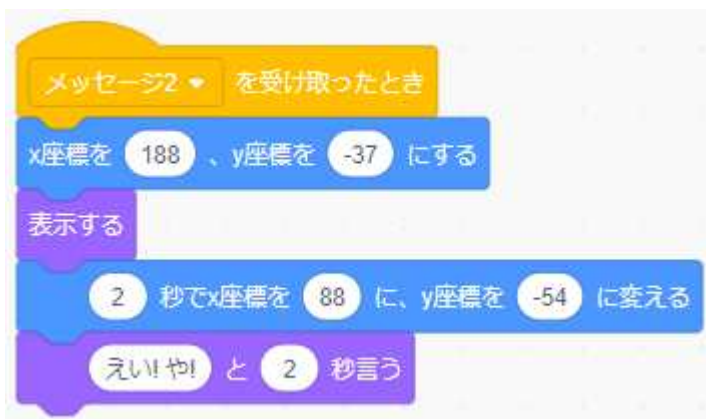 メッセージ2 を受け取ったとき
x座標を 188 、y座標を -37 にする
表示する
2 秒でx座標を 88 に、y座標を -54 に変える
えい! や! と 2 秒言う